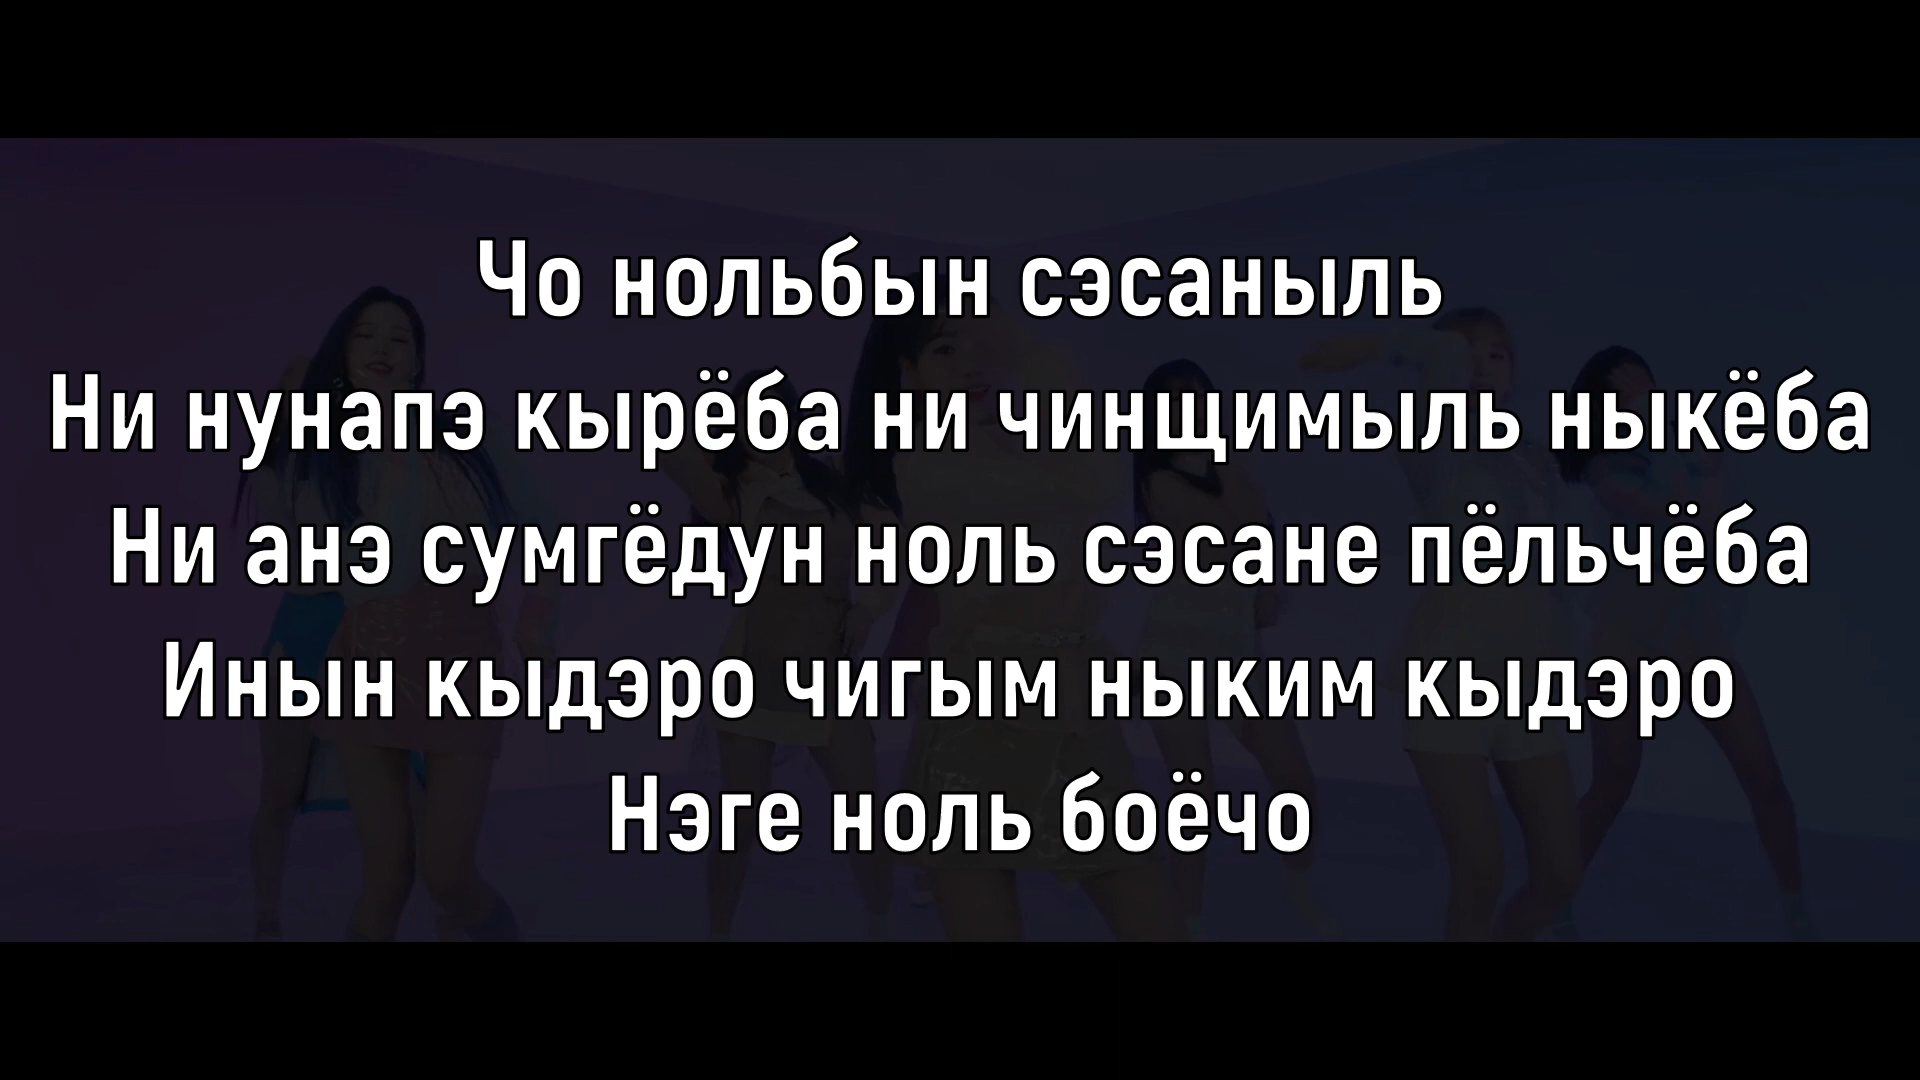 Чо нольбын сэсаныль
Ни нунапэ кырёба ни чинщимыль ныкёба
Ни анэ сумгёдун ноль сэсане пёльчёба
Инын кыдэро чигым ныким кыдэро
Нэге ноль боёчо